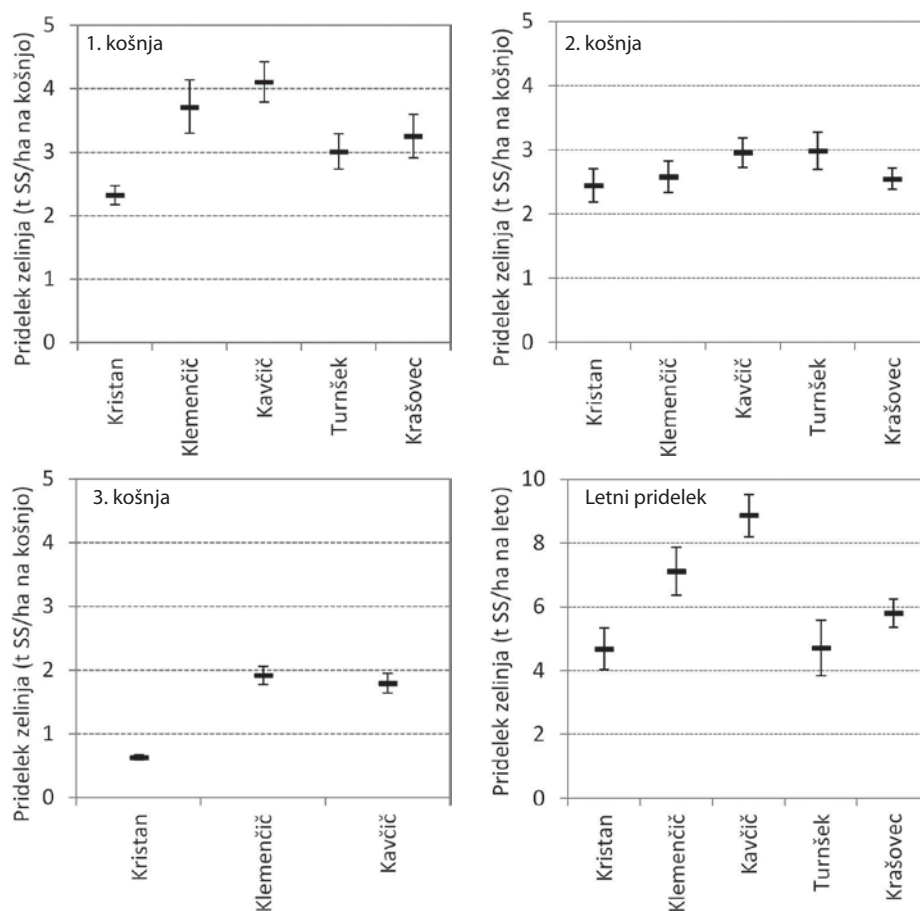 1. košnja
Pridelek zelinja (t SS/ha na košnjo)
5
4
3
2
1
0
Kristan
Klemenčič
Kavčič
Turnšek
Krašovec
2. košnja
Pridelek zelinja (t SS/ha na košnjo)
5
4
3
2
1
0
Kristan
Klemenčič
Kavčič
Turnšek
Krašovec
3. košnja
Pridelek zelinja (t SS/ha na košnjo)
5
4
3
2
1
0
Kristan
Klemenčič
Kavčič
Letni pridelek
Pridelek zelinja (t SS/ha na leto)
10
8
6
4
2
0
Kristan
Klemenčič
Kavčič
Turnšek
Krašovec